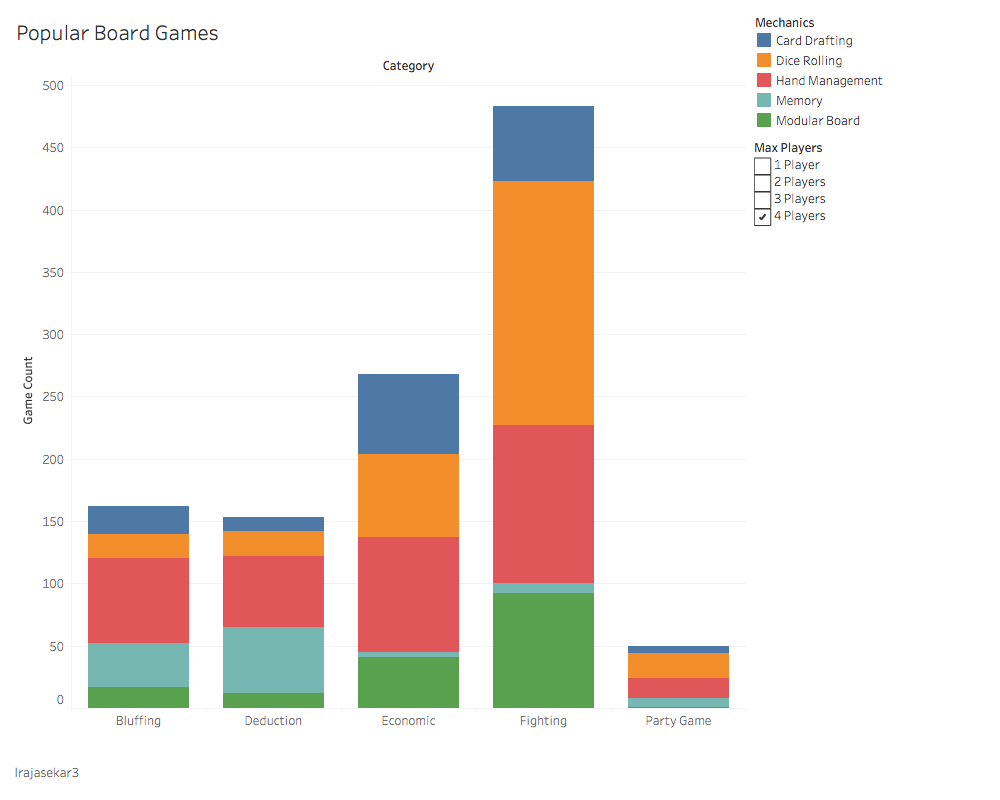 Popular Board Games
Category
Game Count
500
450
400
350
300
250
200
150
100
50
0
Bluffing
Deduction
Economic
Fighting
Party Game
Mechanics
Card Drafting
Dice Rolling
Hand Management
Memory
Modular Board
Max Players
1 Player
2 Players
3 Players
4 Players
lrajasekar3